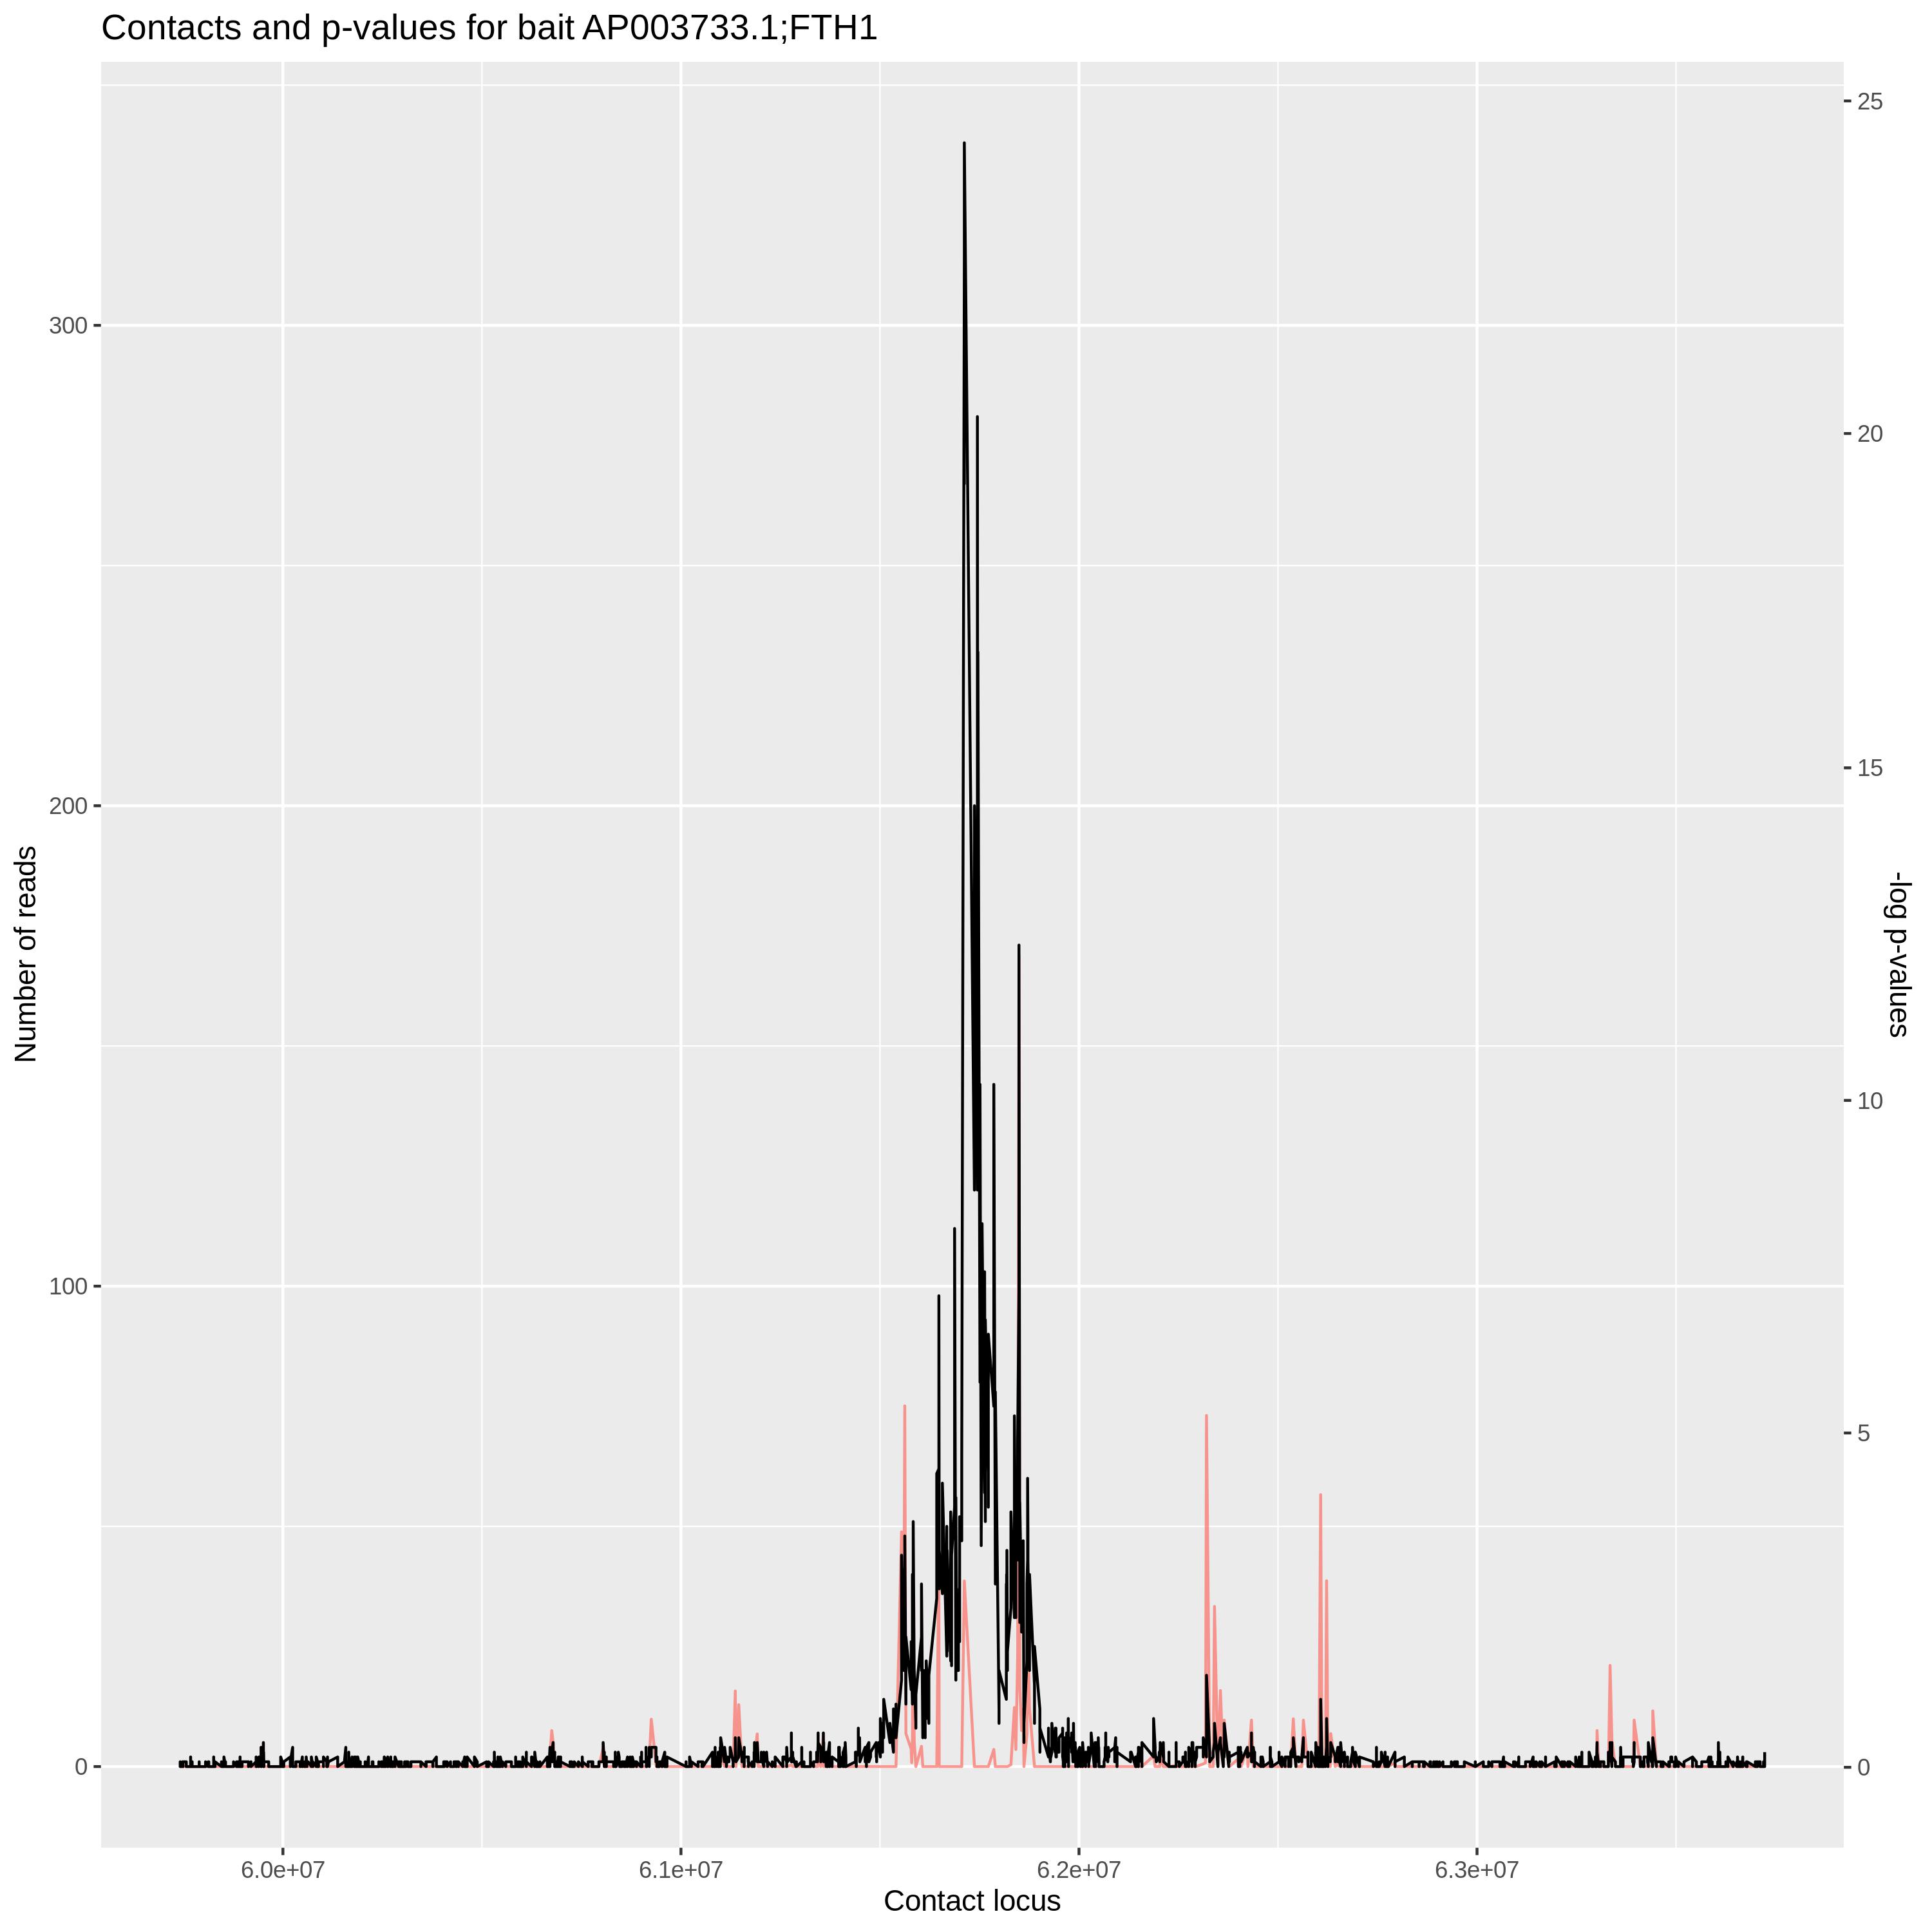 Contacts and p-values for bait AP003733.1;FTH1
Number of reads
300
200
100
0
25
20
15
10
5
0
-log p-values
6.0e+07
6.1e+07
6.2e+07
6.3e+07
Contact locus